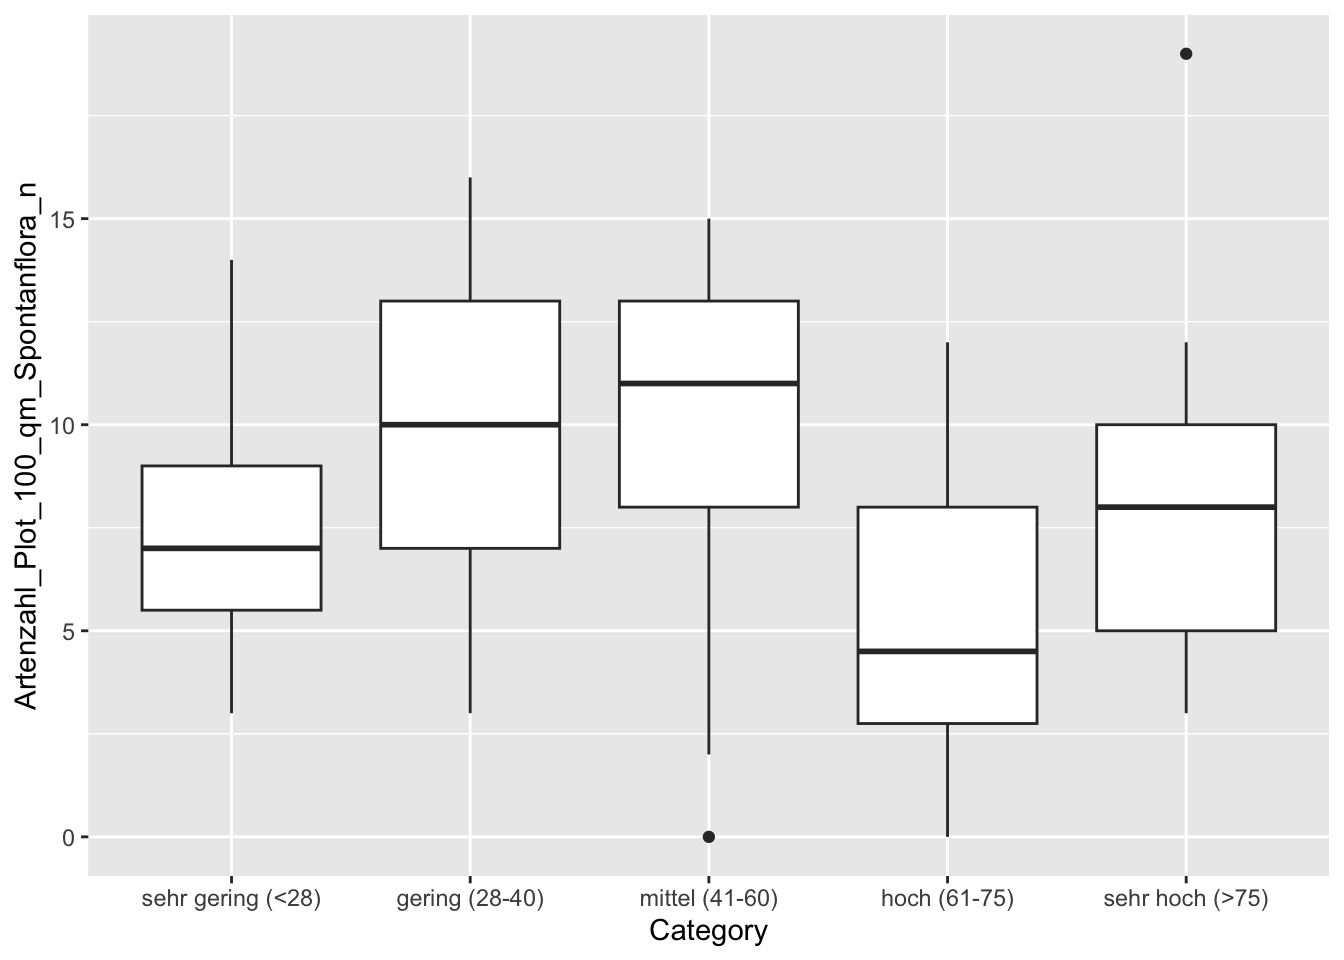 Artenzahl_Plot_100_qm_Spontanflora_n
15
10
5
0
sehr gering (<28) gering (28-40) mittel (41-60) hoch (61-75) sehr hoch (>75)
Category